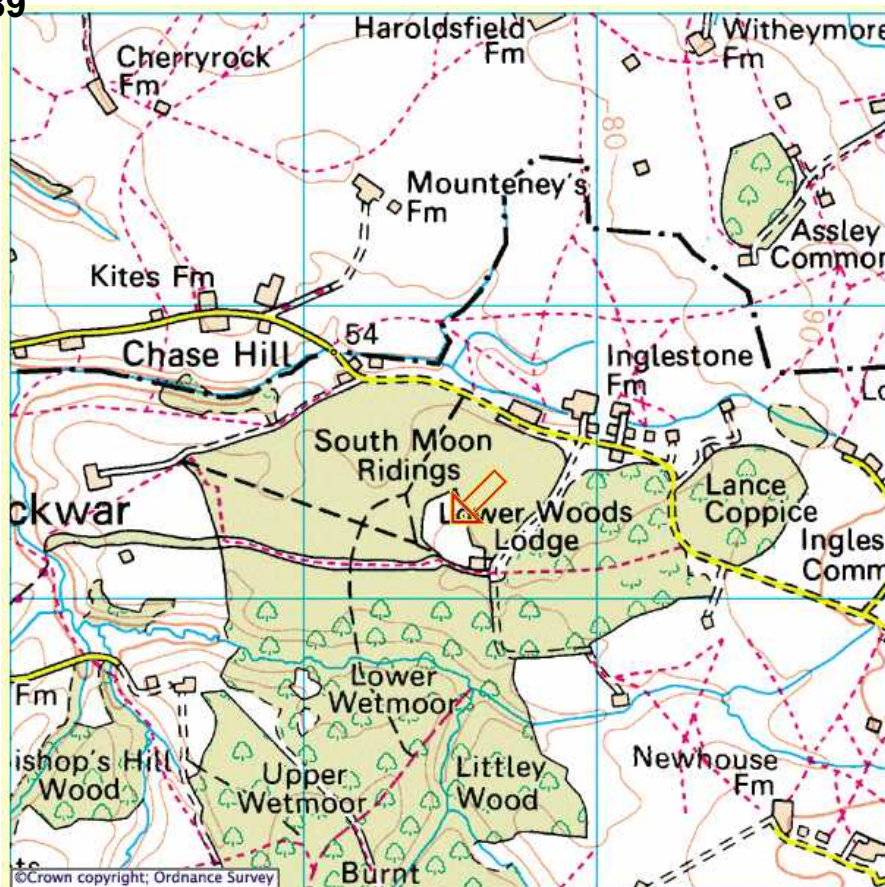 39
Haroldsfield
Fm
Witheymore
Fm
Cherryrock
Fm
80
Mounteney's
Fm
Assley
Common
Kites Fm
54
90
Chase Hill
Inglestone
Fm
South Moon
Ridings
ckwar
Lower Woods
Lodge
Lance
Coppice
Ingles
Comm
Lower
Wetmoor
Fm
ishop's Hill
Wood
Upper
Wetmoor
Littley
Wood
Newhouse
Fm
Burnt
©Crown copyright; Ordnance Survey